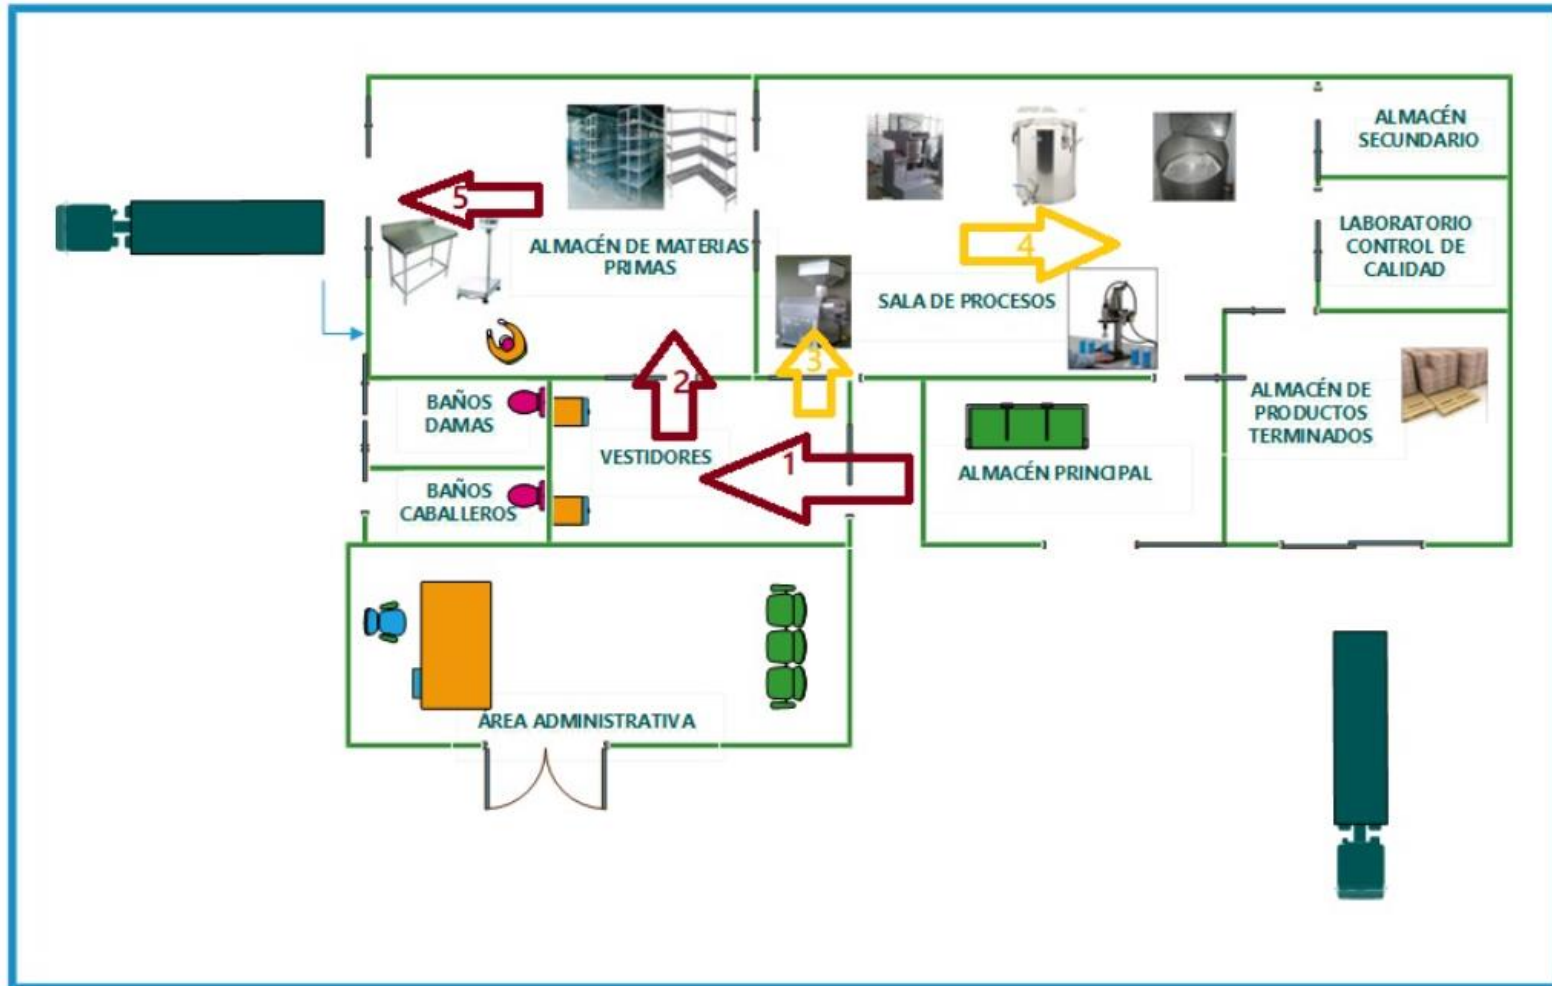 ALMACÉN
SECUNDARIO
5
ALMACÉN DE MATERIAS
PRIMAS
4
LABORATORIO
CONTROL DE
CALIDAD
SALA DE PROCESOS
3
2
BAÑOS
DAMAS
ALMACÉN DE
PRODUCTOS
TERMINADOS
VESTIDORES
1
ALMACÉN PRINCIPAL
BAÑOS
CABALLEROS
ÁREA ADMINISTRATIVA